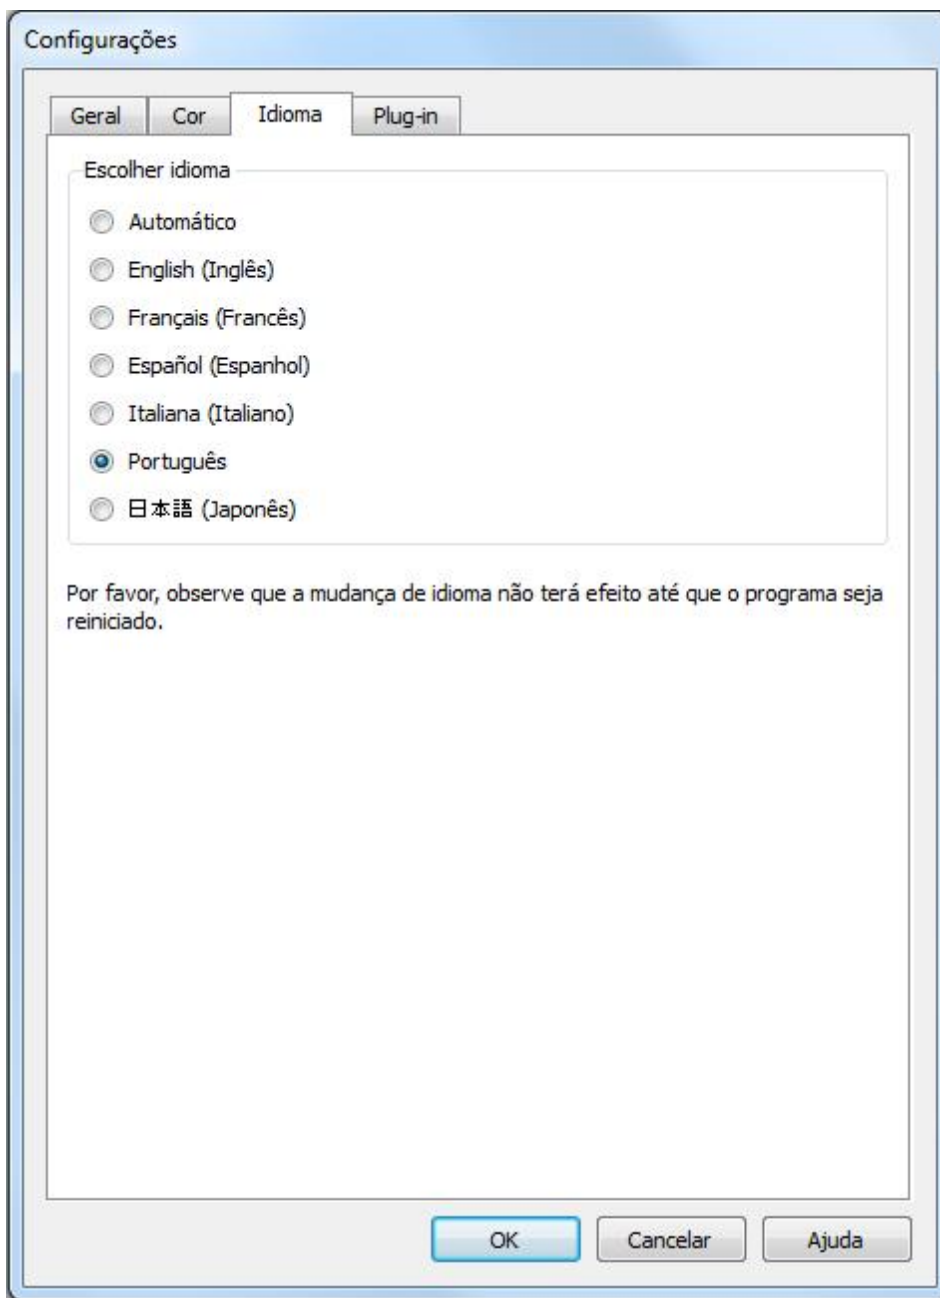 Configurações
Geral Cor Idioma Plug-in
Escolher idioma
Automático
English (Inglês)
Français (Francês)
Español (Espanhol)
Italiana (Italiano)
Português
日本語 (Japonês)
Por favor, observe que a mudança de idioma não terá efeito até que o programa seja
reiniciado.
OK Cancelar Ajuda